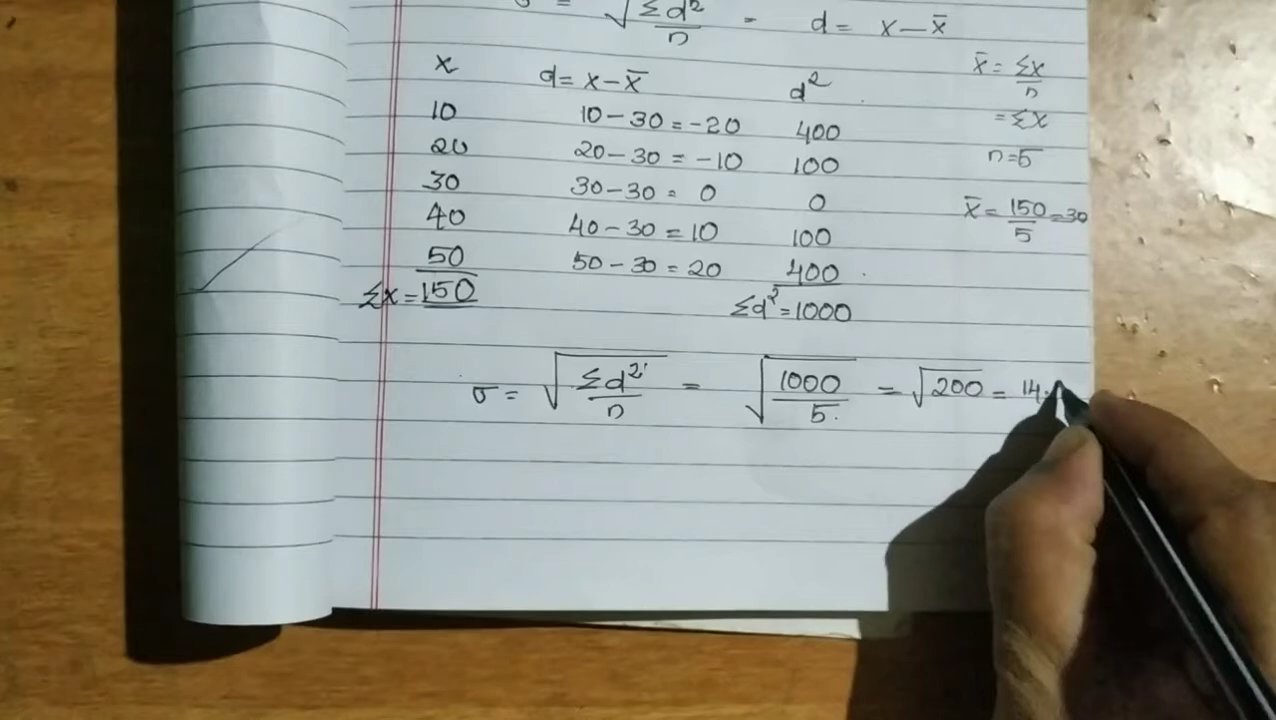 σ = √Σd²/n - d = x – x̄
x d = x – x̄ d² x̄ = Σx/n
10 10 – 30 = –20 400 = Σx
20 20 – 30 = –10 100 n = 5
30 30 – 30 = 0 0 x̄ = 150/5 = 30
40 40 – 30 = 10 100
50 50 – 30 = 20 400
Σx = 150 Σd² = 1000
σ = √Σd²/n = √1000/5. = √200 = 14.